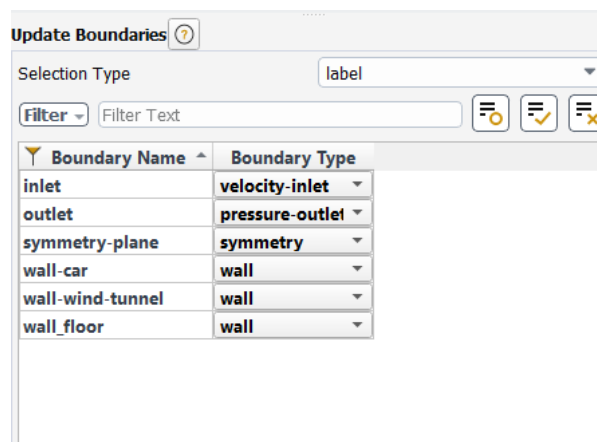 Update Boundaries ?
Selection Type label
Filter Filter Text
Boundary Name Boundary Type
inlet velocity-inlet
outlet pressure-outlet
symmetry-plane symmetry
wall-car wall
wall-wind-tunnel wall
wall_floor wall